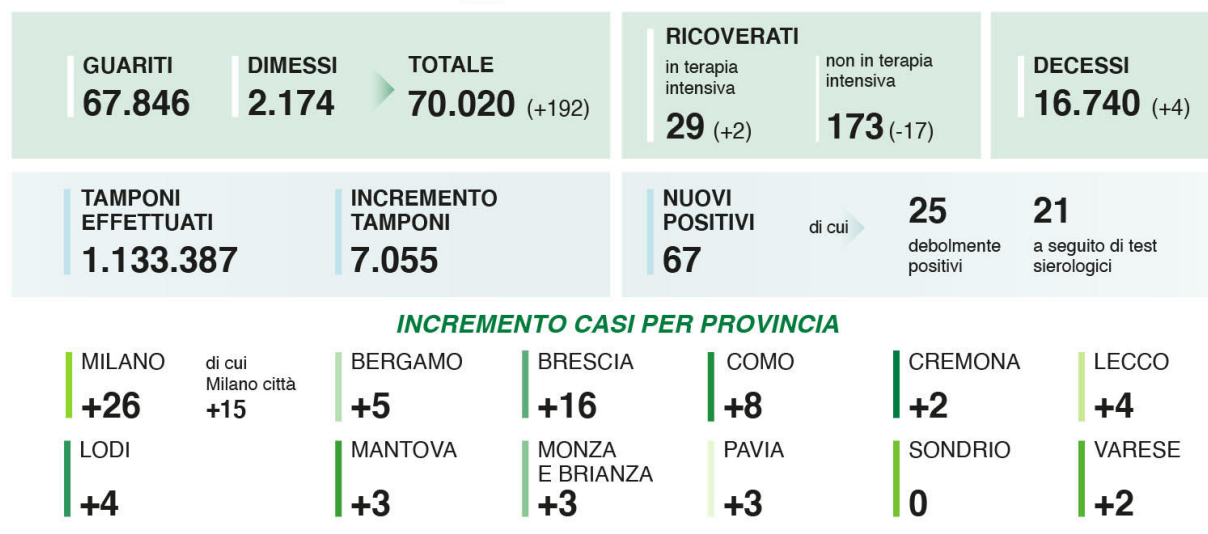 GUARITI
67.846
DIMESSI
2.174
TOTALE
70.020 (+192)
RICOVERATI
in terapia
intensiva
29 (+2)
non in terapia
intensiva
173 (-17)
DECESSI
16.740 (+4)
TAMPONI
EFFETTUATI
1.133.387
INCREMENTO
TAMPONI
7.055
NUOVI
POSITIVI
67
di cui
25
debolmente
positivi
21
a seguito di test
sierologici
INCREMENTO CASI PER PROVINCIA
MILANO
+26
di cui
Milano città
+15
BERGAMO
+5
BRESCIA
+16
COMO
+8
CREMONA
+2
LECCO
+4
LODI
+4
MANTOVA
+3
MONZA
E BRIANZA
+3
PAVIA
+3
SONDRIO
0
VARESE
+2